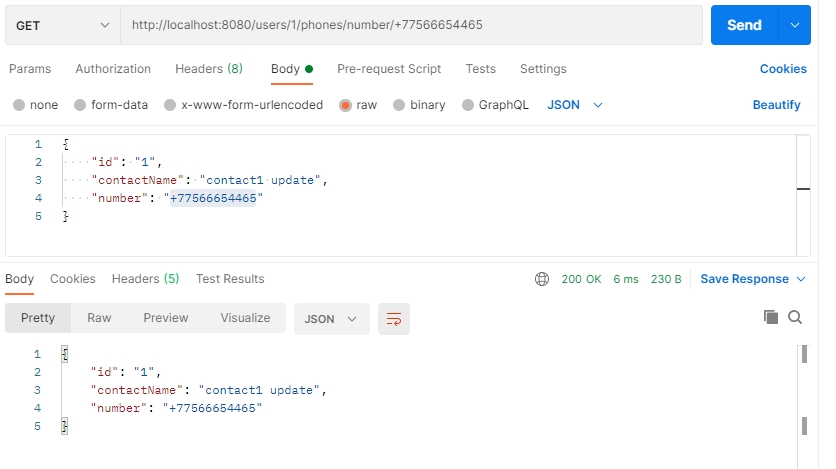 GET http://localhost:8080/users/1/phones/number/+77566654465 Send
Params Authorization Headers (8) Body Pre-request Script Tests Settings Cookies
none form-data x-www-form-urlencoded raw binary GraphQL JSON Beautify
1 {
2 ····"id":·"1",
3 ····"contactName":·"contact1·update",
4 ····"number":·"+77566654465"
5 }
Body Cookies Headers (5) Test Results 200 OK 6 ms 230 B Save Response
Pretty Raw Preview Visualize JSON
1 {
2 "id": "1",
3 "contactName": "contact1 update",
4 "number": "+77566654465"
5 }